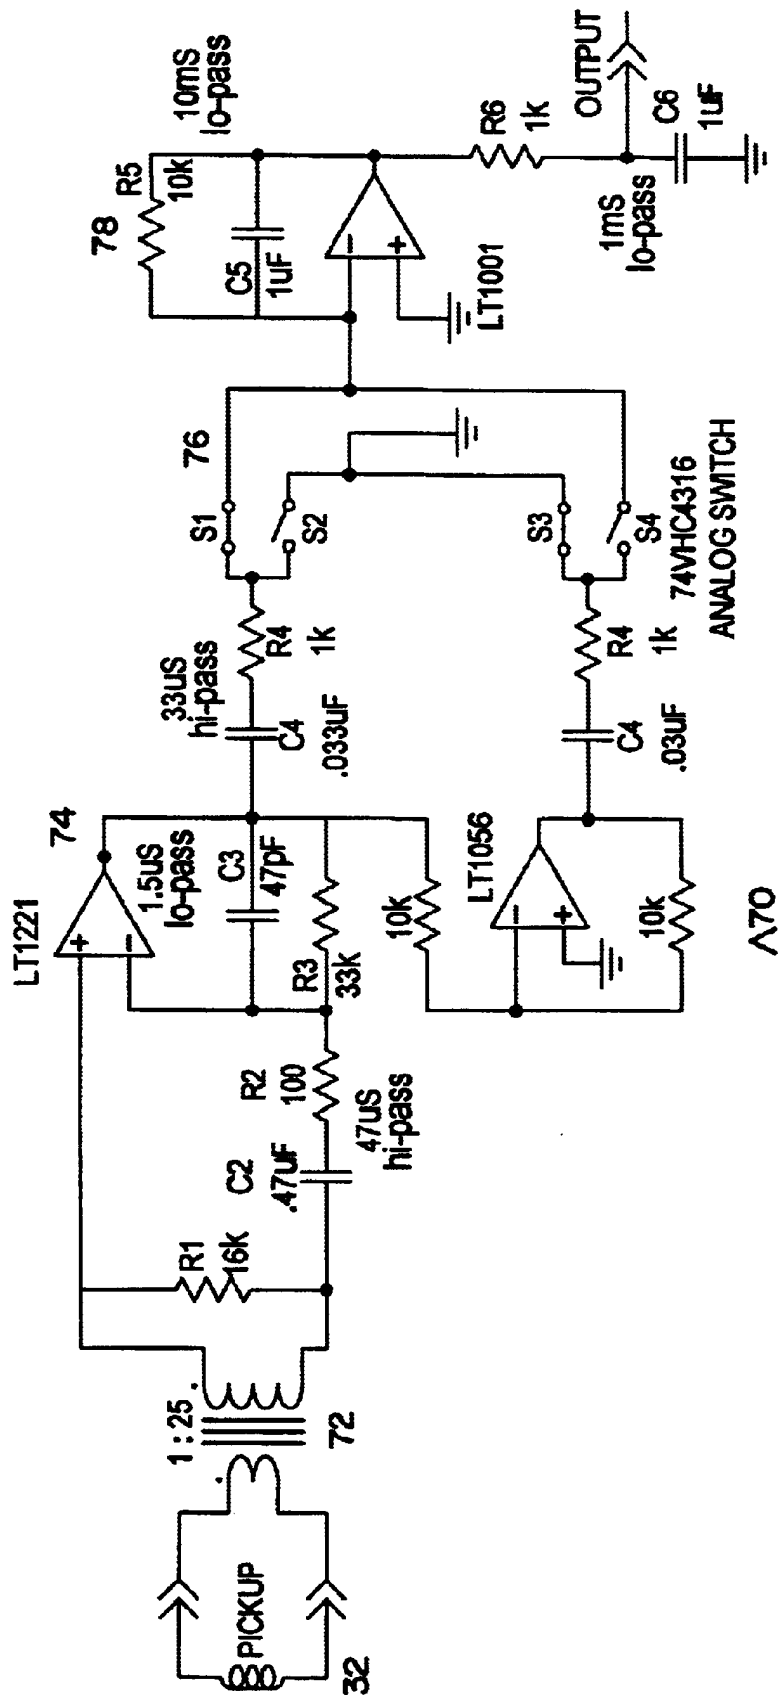 32
PICKUP
1 : 25
72
R1
16k
C2
.47uF
47uS
hi-pass
R2
100
LT1221
74
1.5uS
lo-pass
C3
47pF
R3
33k
10k
LT1056
10k
Λ70
33uS
hi-pass
C4
.033uF
R4
1k
C4
.03uF
R4
1k
S1
S2
76
S3
S4
74VHC4316
ANALOG SWITCH
78
R5
10k
C5
1uF
LT1001
10mS
lo-pass
R6
1k
1mS
lo-pass
OUTPUT
C6
1uF